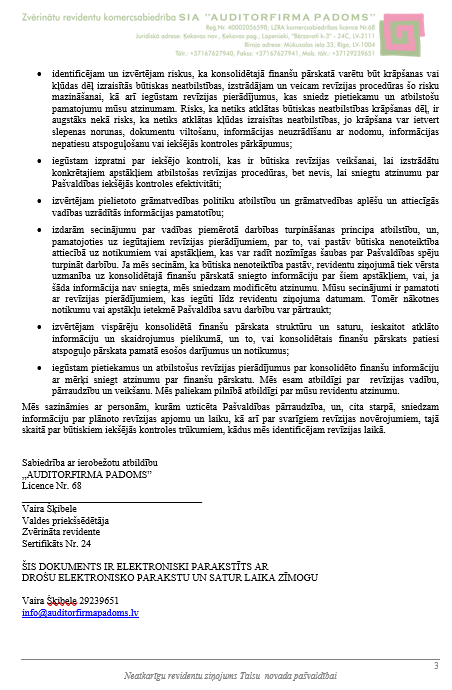 Zvērinātu revidentu komercsabiedrība SIA "AUDITORFIRMA PADOMS"
Reģ.Nr. 40002056590; LZRA komercsabiedrības licence Nr.68
Juridiskā adrese: Ķekavas nov., Ķekavas pag., Lapenieki, "Bērzavoti k-3" - 24C, LV-2111
Biroja adrese: Mūkusalas iela 33, Rīga, LV-1004
Tālr.: +37167627940, Fakss: +37167627941, Mob. tālr.: +37129239651
• identificējam un izvērtējam riskus, ka konsolidētajā finanšu pārskatā varētu būt krāpšanas vai
kļūdas dēļ izraisītās būtiskas neatbilstības, izstrādājam un veicam revīzijas procedūras šo risku
mazināšanai, kā arī iegūstam revīzijas pierādījumus, kas sniedz pietiekamu un atbilstošu
pamatojumu mūsu atzinumam. Risks, ka netiks atklātas būtiskas neatbilstības krāpšanas dēļ, ir
augstāks nekā risks, ka netiks atklātas kļūdas izraisītas neatbilstības, jo krāpšana var ietvert
slepenas norunas, dokumentu viltošanu, informācijas neuzrādīšanu ar nodomu, informācijas
nepatiesu atspoguļošanu vai iekšējās kontroles pārkāpumus;
• iegūstam izpratni par iekšējo kontroli, kas ir būtiska revīzijas veikšanai, lai izstrādātu
konkrētajiem apstākļiem atbilstošas revīzijas procedūras, bet nevis, lai sniegtu atzinumu par
Pašvaldības iekšējās kontroles efektivitāti;
• izvērtējam pielietoto grāmatvedības politiku atbilstību un grāmatvedības aplēšu un attiecīgās
vadības uzrādītās informācijas pamatotību;
• izdarām secinājumu par vadības piemērotā darbības turpināšanas principa atbilstību, un,
pamatojoties uz iegūtajiem revīzijas pierādījumiem, par to, vai pastāv būtiska nenoteiktība
attiecībā uz notikumiem vai apstākļiem, kas var radīt nozīmīgas šaubas par Pašvaldības spēju
turpināt darbību. Ja mēs secinām, ka būtiska nenoteiktība pastāv, revidentu ziņojumā tiek vērsta
uzmanība uz konsolidētajā finanšu pārskatā sniegto informāciju par šiem apstākļiem, vai, ja
šāda informācija nav sniegta, mēs sniedzam modificētu atzinumu. Mūsu secinājumi ir pamatoti
ar revīzijas pierādījumiem, kas iegūti līdz revidentu ziņojuma datumam. Tomēr nākotnes
notikumu vai apstākļu ietekmē Pašvaldība savu darbību var pārtraukt;
• izvērtējam vispārēju konsolidētā finanšu pārskata struktūru un saturu, ieskaitot atklāto
informāciju un skaidrojumus pielikumā, un to, vai konsolidētais finanšu pārskats patiesi
atspoguļo pārskata pamatā esošos darījumus un notikumus;
• iegūstam pietiekamus un atbilstošus revīzijas pierādījumus par konsolidēto finanšu informāciju
ar mērķi sniegt atzinumu par finanšu pārskatu. Mēs esam atbildīgi par revīzijas vadību,
pārraudzību un veikšanu. Mēs paliekam pilnībā atbildīgi par mūsu revidentu atzinumu.
Mēs sazināmies ar personām, kurām uzticēta Pašvaldības pārraudzība, un, cita starpā, sniedzam
informāciju par plānoto revīzijas apjomu un laiku, kā arī par svarīgiem revīzijas novērojumiem, tajā
skaitā par būtiskiem iekšējās kontroles trūkumiem, kādus mēs identificējam revīzijas laikā.
Sabiedrība ar ierobežotu atbildību
„AUDITORFIRMA PADOMS”
Licence Nr. 68
Vaira Šķibele
Valdes priekšsēdētāja
Zvērināta revidente
Sertifikāts Nr. 24
ŠIS DOKUMENTS IR ELEKTRONISKI PARAKSTĪTS AR
DROŠU ELEKTRONISKO PARAKSTU UN SATUR LAIKA ZĪMOGU
Vaira Šķibele 29239651
info@auditorfirmapadoms.lv
3
Neatkarīgu revidentu ziņojums Talsu novada pašvaldībai